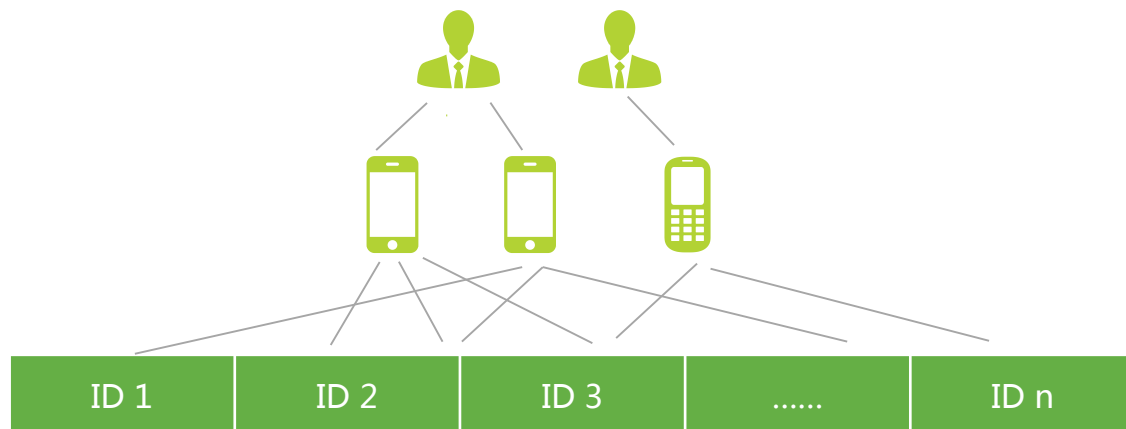 ID 1 ID 2 ID 3 ...... ID n